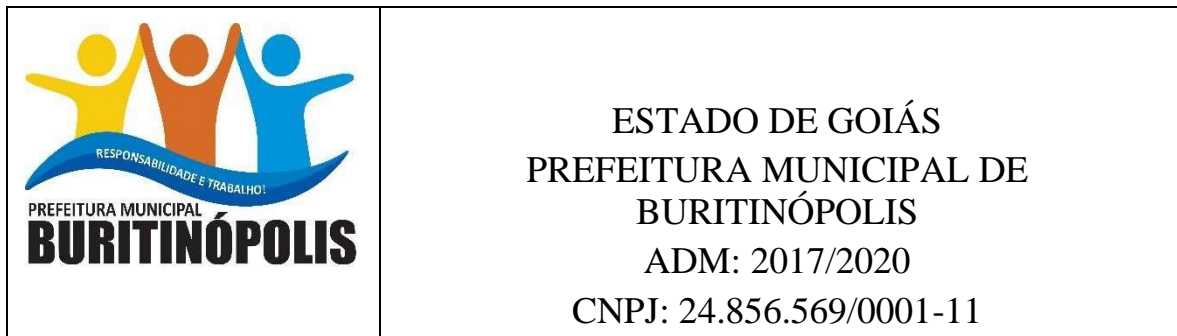 RESPONSABILIDADE E TRABALHO!
PREFEITURA MUNICIPAL
BURITINÓPOLIS
ESTADO DE GOIÁS
PREFEITURA MUNICIPAL DE
BURITINÓPOLIS
ADM: 2017/2020
CNPJ: 24.856.569/0001-11